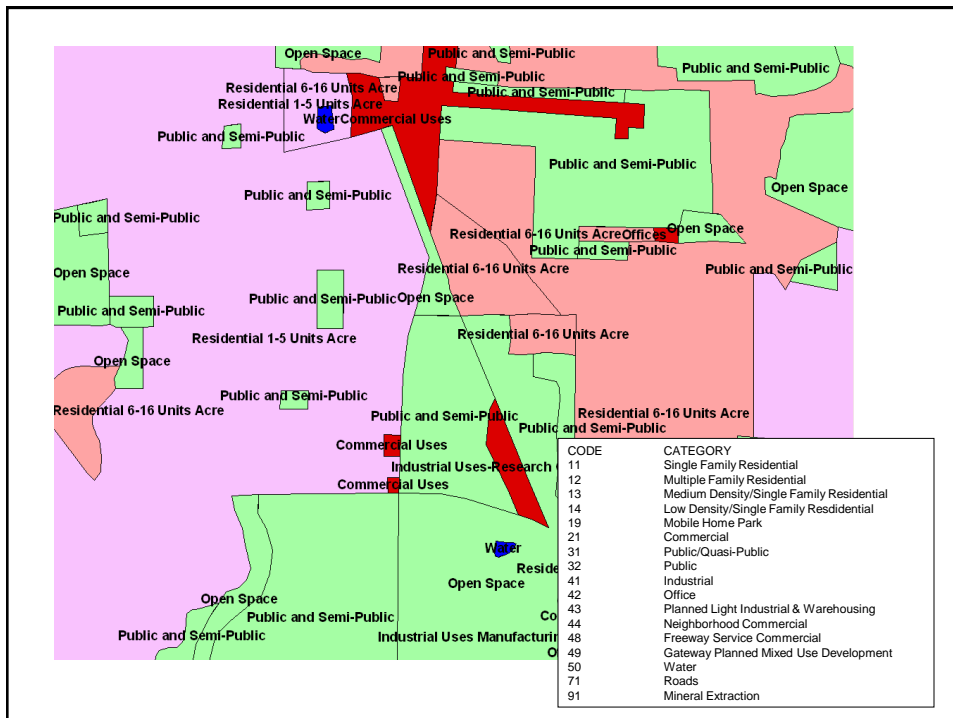 Open Space
Public and Semi-Public
Public and Semi-Public
Public and Semi-Public
Residential 6-16 Units Acre
Public and Semi-Public
Residential 1-5 Units Acre
WaterCommercial Uses
Public and Semi-Public
Public and Semi-Public
Open Space
Public and Semi-Public
Public and Semi-Public
Open Space
Residential 6-16 Units AcreOffices
Public and Semi-Public
Residential 6-16 Units Acre
Public and Semi-Public
Open Space
Public and Semi-PublicOpen Space
Public and Semi-Public
Residential 1-5 Units Acre
Residential 6-16 Units Acre
Open Space
Public and Semi-Public
Residential 6-16 Units Acre
Public and Semi-Public
Residential 6-16 Units Acre
Public and Semi-Public
Commercial Uses
Industrial Uses-Research
Commercial Uses
Water
Open Space
Open Space
Public and Semi-Public
Public and Semi-Public
Industrial Uses
CODE CATEGORY
11 Single Family Residential
12 Multiple Family Residential
13 Medium Density/Single Family Residential
14 Low Density/Single Family Resdidential
19 Mobile Home Park
21 Commercial
31 Public/Quasi-Public
32 Public
41 Industrial
42 Office
43 Planned Light Industrial & Warehousing
44 Neighborhood Commercial
48 Freeway Service Commercial
49 Gateway Planned Mixed Use Development
50 Water
71 Roads
91 Mineral Extraction